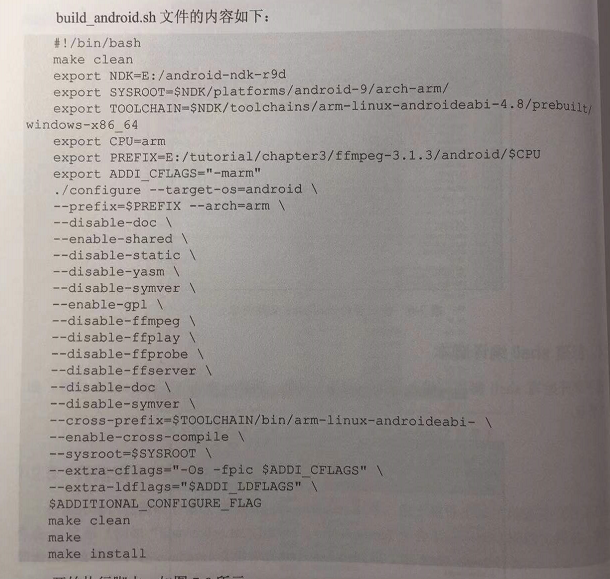 build_android.sh 文件的内容如下：
#!/bin/bash
make clean
export NDK=E:/android-ndk-r9d
export SYSROOT=$NDK/platforms/android-9/arch-arm/
export TOOLCHAIN=$NDK/toolchains/arm-linux-androideabi-4.8/prebuilt/
windows-x86_64
export CPU=arm
export PREFIX=E:/tutorial/chapter3/ffmpeg-3.1.3/android/$CPU
export ADDI_CFLAGS="-marm"
./configure --target-os=android \
--prefix=$PREFIX --arch=arm \
--disable-doc \
--enable-shared \
--disable-static \
--disable-yasm \
--disable-symver \
--enable-gpl \
--disable-ffmpeg \
--disable-ffplay \
--disable-ffprobe \
--disable-ffserver \
--disable-doc \
--disable-symver \
--cross-prefix=$TOOLCHAIN/bin/arm-linux-androideabi- \
--enable-cross-compile \
--sysroot=$SYSROOT \
--extra-cflags="-Os -fpic $ADDI_CFLAGS" \
--extra-ldflags="$ADDI_LDFLAGS" \
$ADDITIONAL_CONFIGURE_FLAG
make clean
make
make install